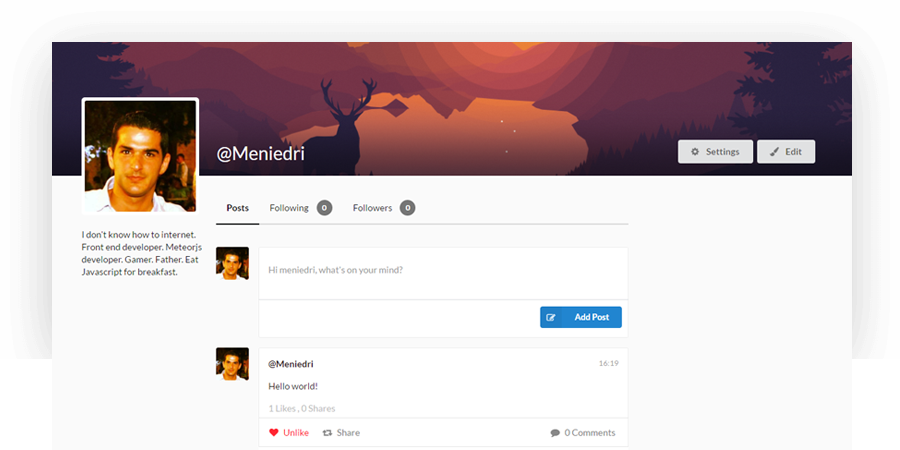 @Meniedri
Settings
Edit
Posts
Following 0
Followers 0
I don't know how to internet.
Front end developer. Meteorjs
developer. Gamer. Father. Eat
Javascript for breakfast.
Hi meniedri, what's on your mind?
Add Post
@Meniedri
16:19
Hello world!
1 Likes , 0 Shares
Unlike
Share
0 Comments